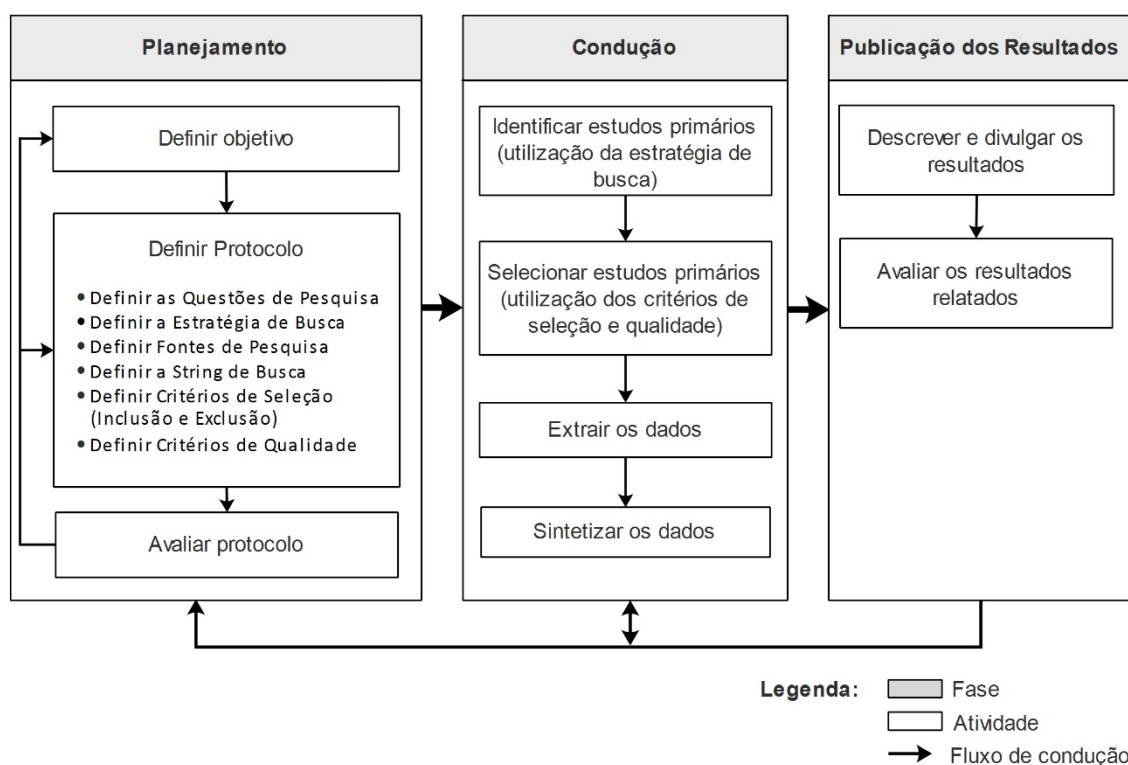 Planejamento
Definir objetivo
Definir Protocolo
• Definir as Questões de Pesquisa
• Definir a Estratégia de Busca
• Definir Fontes de Pesquisa
• Definir a String de Busca
• Definir Critérios de Seleção
(Inclusão e Exclusão)
• Definir Critérios de Qualidade
Avaliar protocolo
Condução
Identificar estudos primários
(utilização da estratégia de
busca)
Selecionar estudos primários
(utilização dos critérios de
seleção e qualidade)
Extrair os dados
Sintetizar os dados
Publicação dos Resultados
Descrever e divulgar os
resultados
Avaliar os resultados
relatados
Legenda:
Fase
Atividade
Fluxo de condução